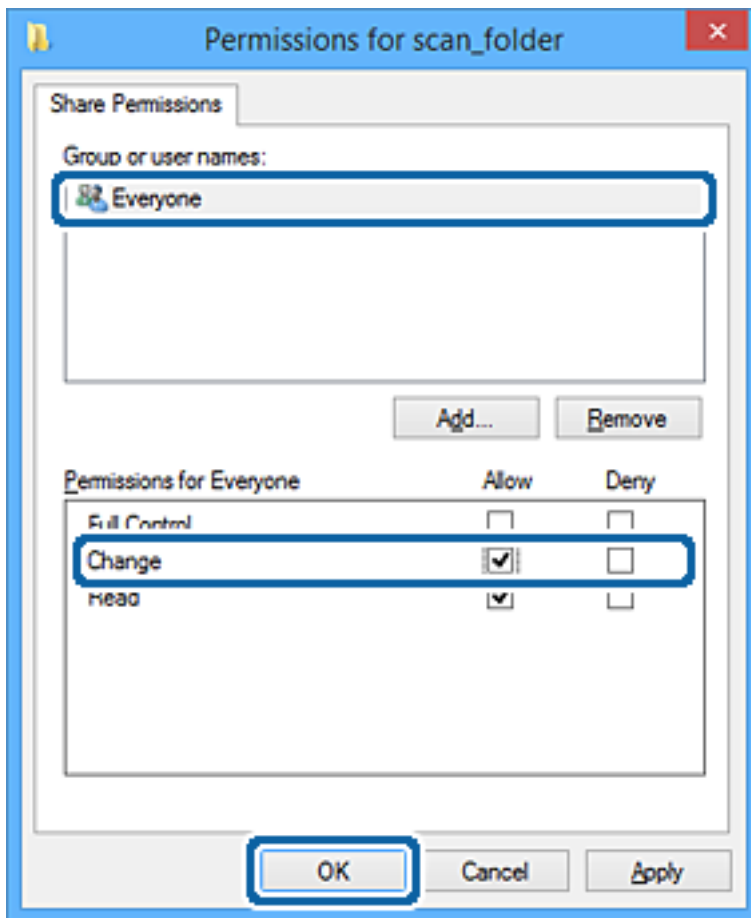 Permissions for scan_folder
Share Permissions
Group or user names:
Everyone
Add... Remove
Permissions for Everyone Allow Deny
Full Control
Change
Read
OK Cancel Apply